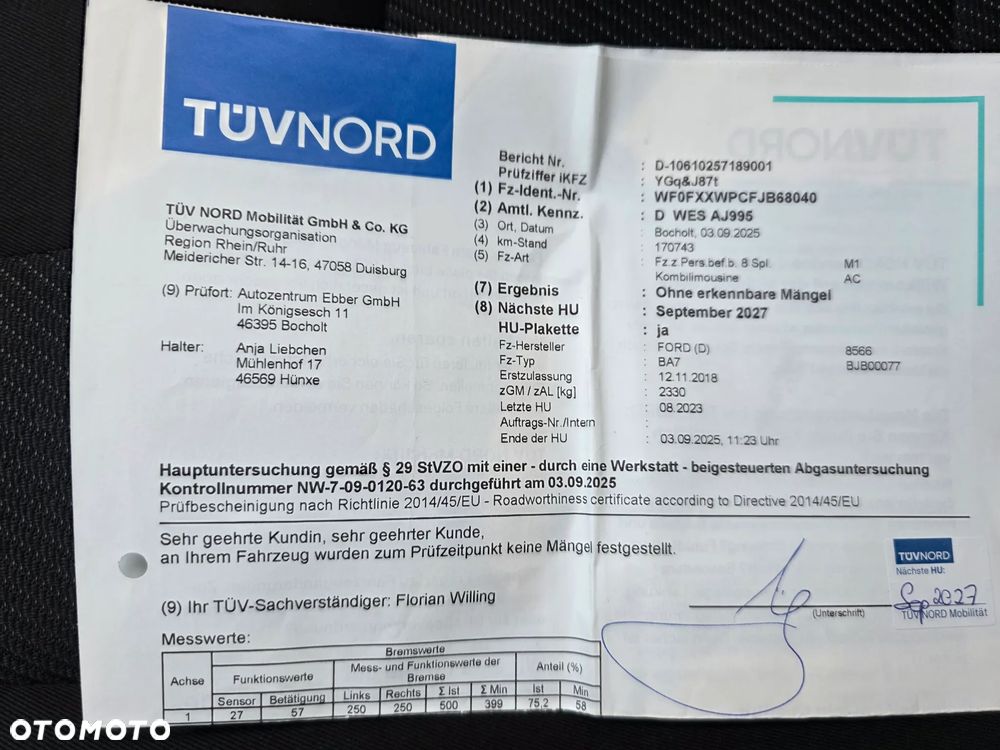 TÜVNORD
TÜV NORD Mobilität GmbH & Co. KG
Überwachungsorganisation
Region Rhein/Ruhr
Meidericher Str. 14-16, 47058 Duisburg
(9) Prüfort: Autozentrum Ebber GmbH
Im Königsesch 11
46395 Bocholt
Halter: Anja Liebchen
Mühlenhof 17
46569 Hünxe
Bericht Nr. : D-10610257189001
Prüfziffer iKFZ : YGq&J87t
(1) Fz-Ident.-Nr. : WF0FXXWPCFJB68040
(2) Amtl. Kennz. : D WES AJ995
(3) Ort, Datum : Bocholt, 03.09.2025
(4) km-Stand : 170743
(5) Fz-Art : Fz.z.Pers.bef.b. 8 Spl. M1
Kombilimousine AC
(7) Ergebnis : Ohne erkennbare Mängel
(8) Nächste HU : September 2027
HU-Plakette : ja
Fz-Hersteller : FORD (D) 8566
Fz-Typ : BA7 BJB00077
Erstzulassung : 12.11.2018
zGM / zAL [kg] : 2330
Letzte HU : 08.2023
Auftrags-Nr./Intern :
Ende der HU : 03.09.2025, 11:23 Uhr
Hauptuntersuchung gemäß § 29 StVZO mit einer - durch eine Werkstatt - beigesteuerten Abgasuntersuchung
Kontrollnummer NW-7-09-0120-63 durchgeführt am 03.09.2025
Prüfbescheinigung nach Richtlinie 2014/45/EU - Roadworthiness certificate according to Directive 2014/45/EU
Sehr geehrte Kundin, sehr geehrter Kunde,
an Ihrem Fahrzeug wurden zum Prüfzeitpunkt keine Mängel festgestellt.
(9) Ihr TÜV-Sachverständiger: Florian Willing
(Unterschrift)
TÜVNORD
Nächste HU:
Sep 2027
TÜV NORD Mobilität
Messwerte:
Bremswerte
Achse Funktionswerte Mess- und Funktionswerte der Bremse Anteil (%)
Sensor Betätigung Links Rechts Σ Ist Σ Min Ist Min
1 27 57 250 250 500 399 75,2 58
OTOMOTO